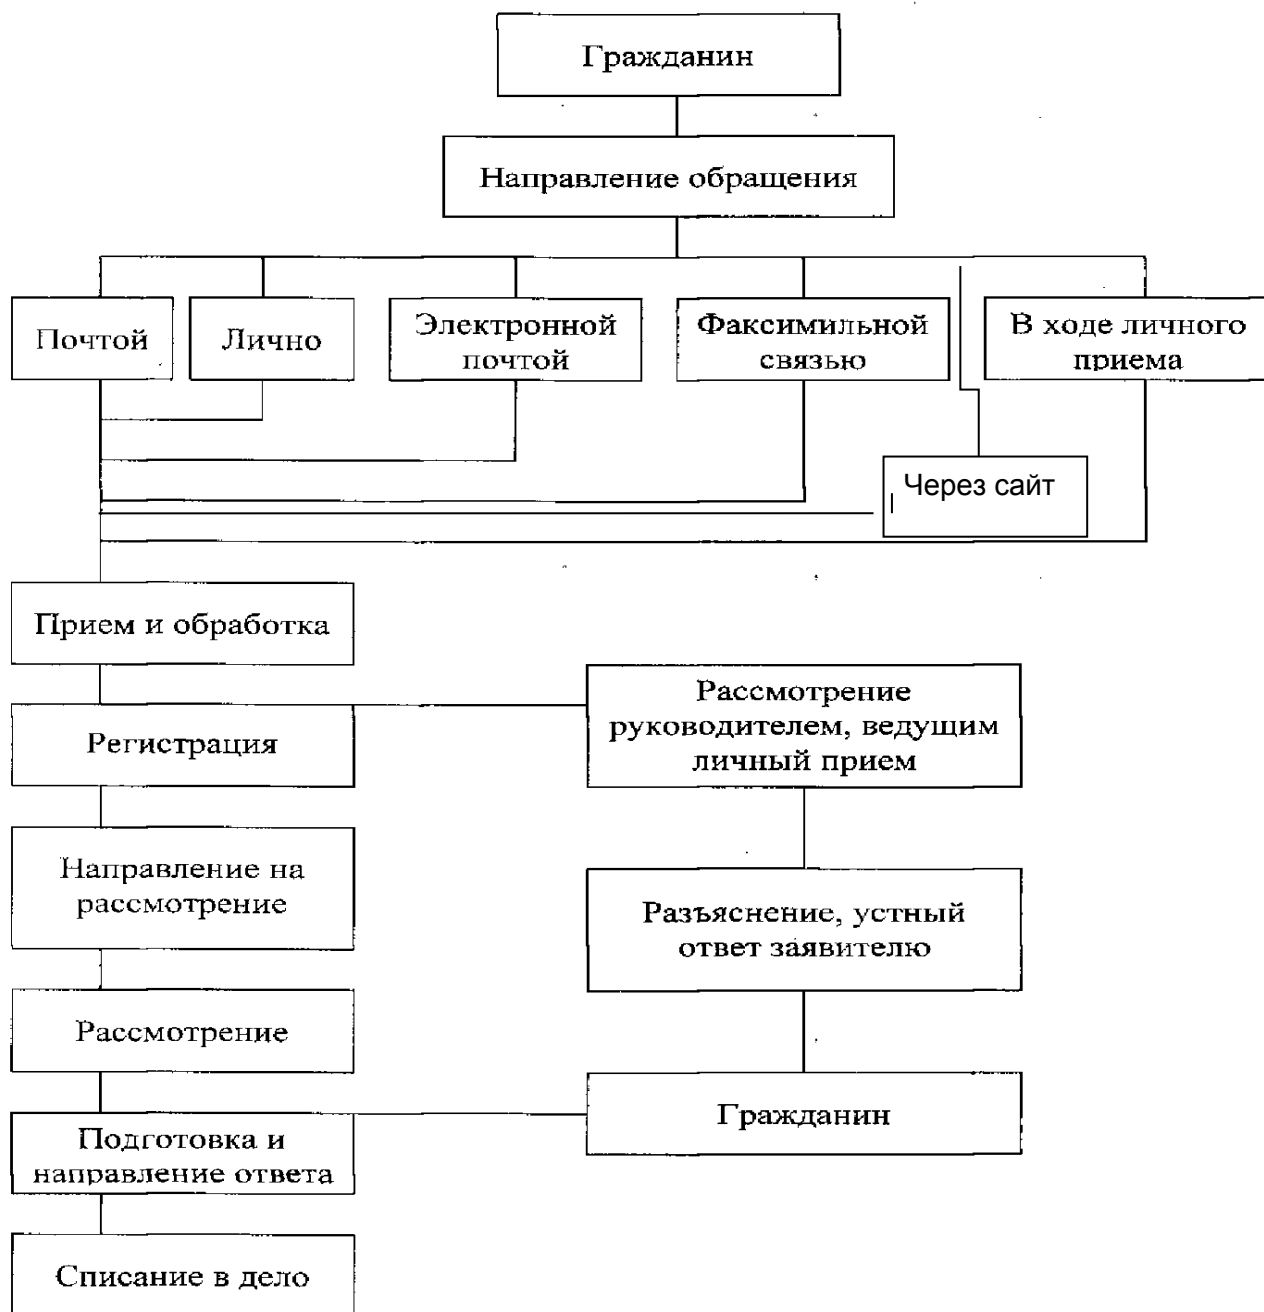 Гражданин
Направление обращения
Почтой
Лично
Электронной
почтой
Факсимильной
связью
В ходе личного
приема
Через сайт
Прием и обработка
Рассмотрение
руководителем, ведущим
личный прием
Регистрация
Направление на
рассмотрение
Разъяснение, устный
ответ заявителю
Рассмотрение
Гражданин
Подготовка и
направление ответа
Списание в дело